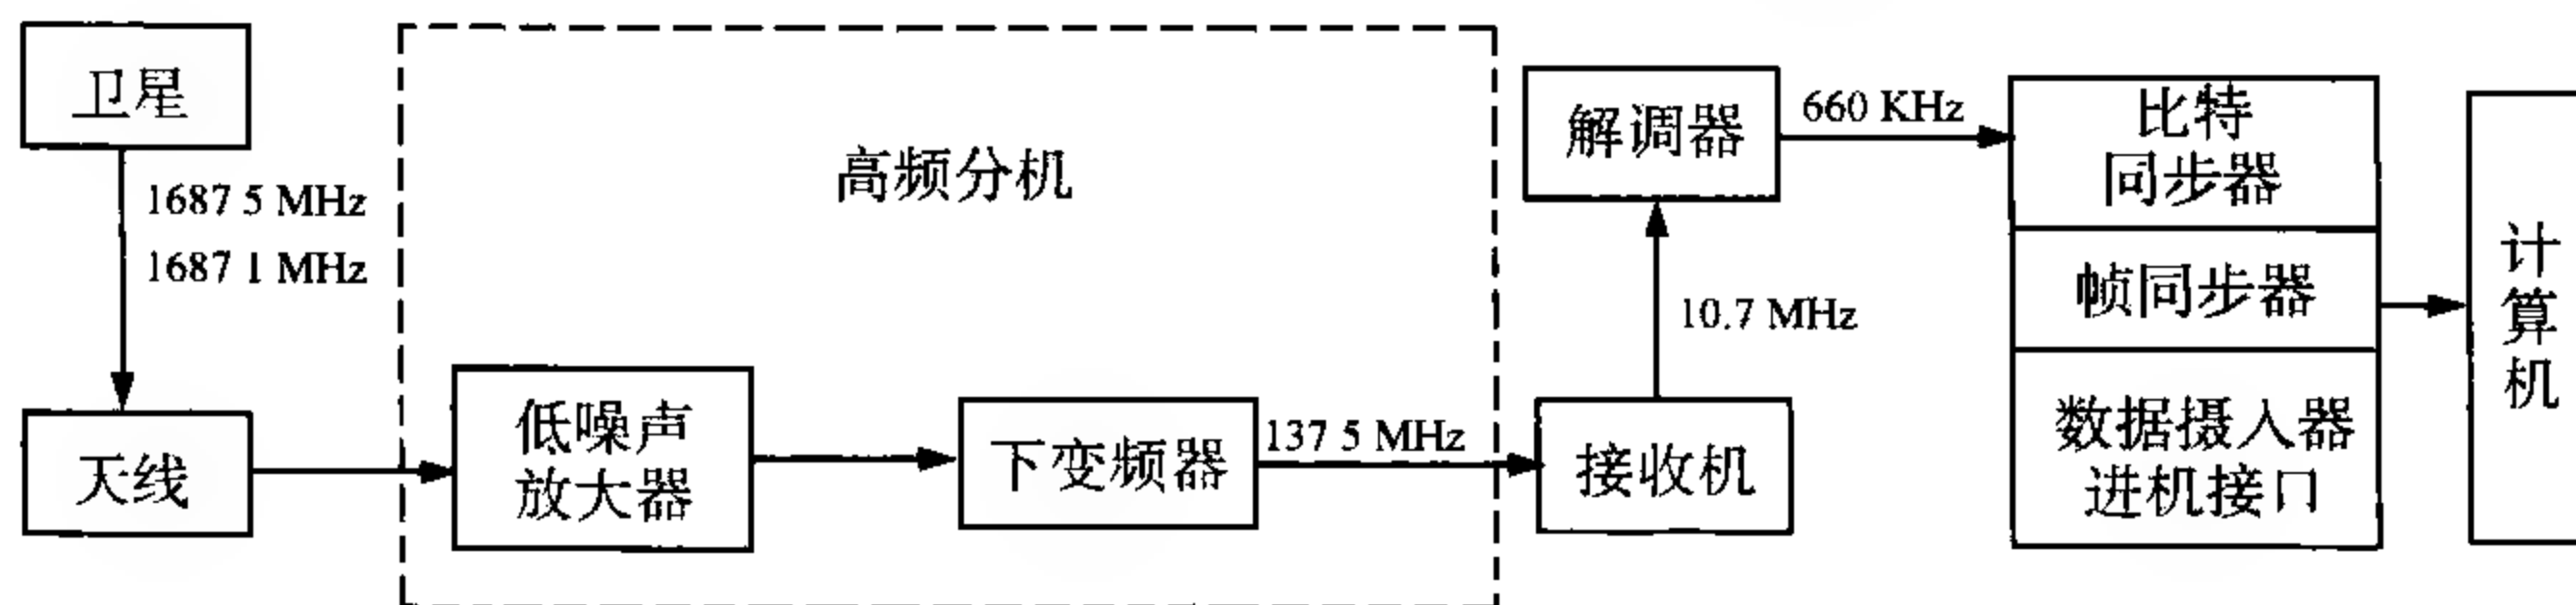 卫星
1687 5 MHz
1687 1 MHz
天线
高频分机
低噪声
放大器
下变频器
137 5 MHz
接收机
10.7 MHz
解调器
660 KHz
比特
同步器
帧同步器
数据摄入器
进机接口
计
算
机